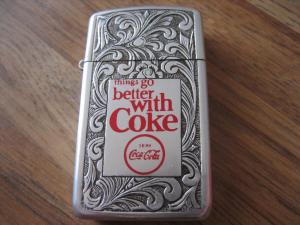 things go
better
with
Coke
DRINK
Coca-Cola